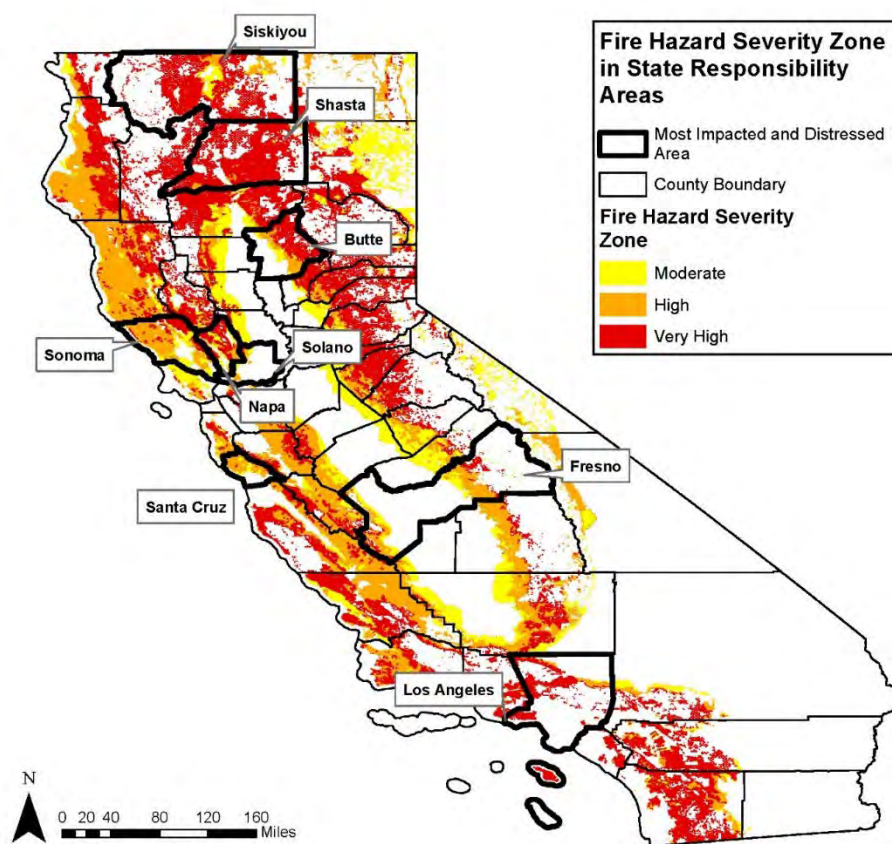 Siskiyou
Shasta
Butte
Sonoma
Solano
Napa
Fresno
Santa Cruz
Los Angeles
Fire Hazard Severity Zone
in State Responsibility
Areas
Most Impacted and Distressed
Area
County Boundary
Fire Hazard Severity
Zone
Moderate
High
Very High
N
0 20 40 80 120 160
Miles